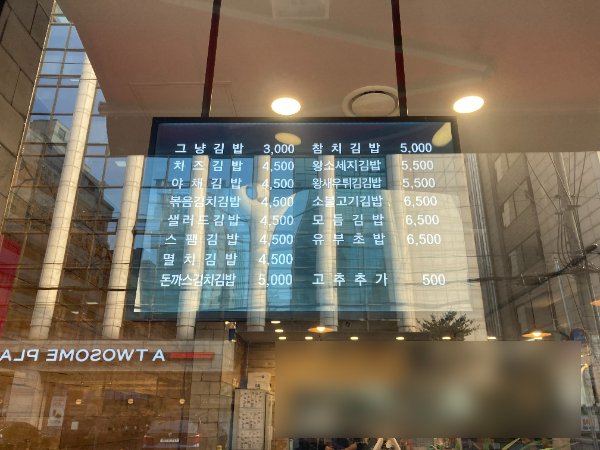 그냥김밥 3,000
차즈김밥 4,500
야채김밥 4,500
볶음김치김밥 4,500
샐러드김밥 4,500
스팸김밥 4,500
멸치김밥 4,500
돈까스김치김밥 5,000
참치김밥 5,000
왕소세지김밥 5,500
왕새우튀김김밥 5,500
소불고기김밥 6,500
모듬김밥 6,500
유부초밥 6,500
고추추가 500
A TWOSOME PLA